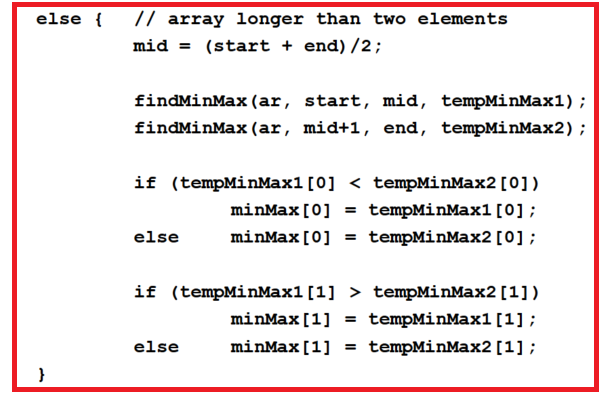 else {   // array longer than two elements
mid = (start + end)/2;
findMinMax(ar, start, mid, tempMinMax1);
findMinMax(ar, mid+1, end, tempMinMax2);
if (tempMinMax1[0] < tempMinMax2[0])
minMax[0] = tempMinMax1[0];
else     minMax[0] = tempMinMax2[0];
if (tempMinMax1[1] > tempMinMax2[1])
minMax[1] = tempMinMax1[1];
else     minMax[1] = tempMinMax2[1];
}